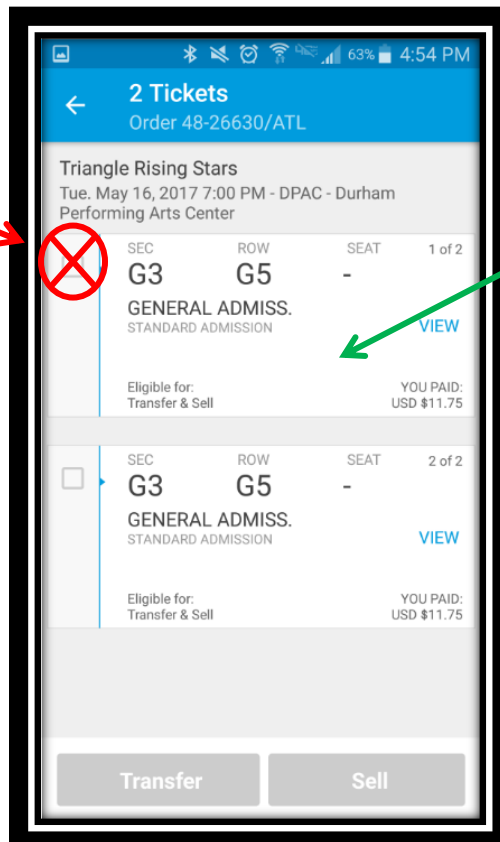 63% 4:54 PM
2 Tickets
Order 48-26630/ATL
Triangle Rising Stars
Tue. May 16, 2017 7:00 PM - DPAC - Durham
Performing Arts Center
SEC ROW SEAT 1 of 2
G3 G5 -
GENERAL ADMISS.
STANDARD ADMISSION VIEW
Eligible for: YOU PAID:
Transfer & Sell USD $11.75
SEC ROW SEAT 2 of 2
G3 G5 -
GENERAL ADMISS.
STANDARD ADMISSION VIEW
Eligible for: YOU PAID:
Transfer & Sell USD $11.75
Transfer Sell